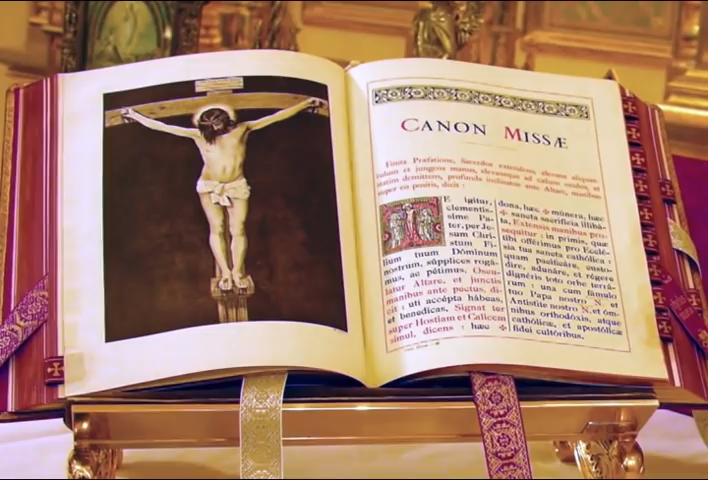 CANON MISSÆ
Finita Præfatione, Sacerdos extendens, elevans aliquan-
tulum et jungens manus, elevansque ad cælum oculos, et
statim demittens, profunde inclinatus ante Altare, manibus
super eo positis, dicit :
TE igitur,
clementis-
sime Pa-
ter, per Je-
sum Chri-
stum Fi-
lium tuum Dóminum
nostrum, súpplices rogá-
mus, ac pétimus, Oscu-
latur Altare, et junctis
manibus ante pectus, di-
cit : uti accépta hábeas,
et benedícas, Signat ter
super Hostiam et Calicem
simul, dicens : hæc ✠
dona, hæc ✠ múnera, hæc
✠ sancta sacrifícia illibá-
ta, Extensis manibus pro-
sequitur : in primis, quæ
tibi offérimus pro Ecclé-
sia tua sancta cathólica :
quam pacificáre, custo-
díre, adunáre, et régere
dignéris toto orbe terrá-
rum : una cum fámulo
tuo Papa nostro N. et
Antístite nostro N. et óm-
nibus orthodóxis, atque
cathólicæ, et apostólicæ
fídei cultóribus.